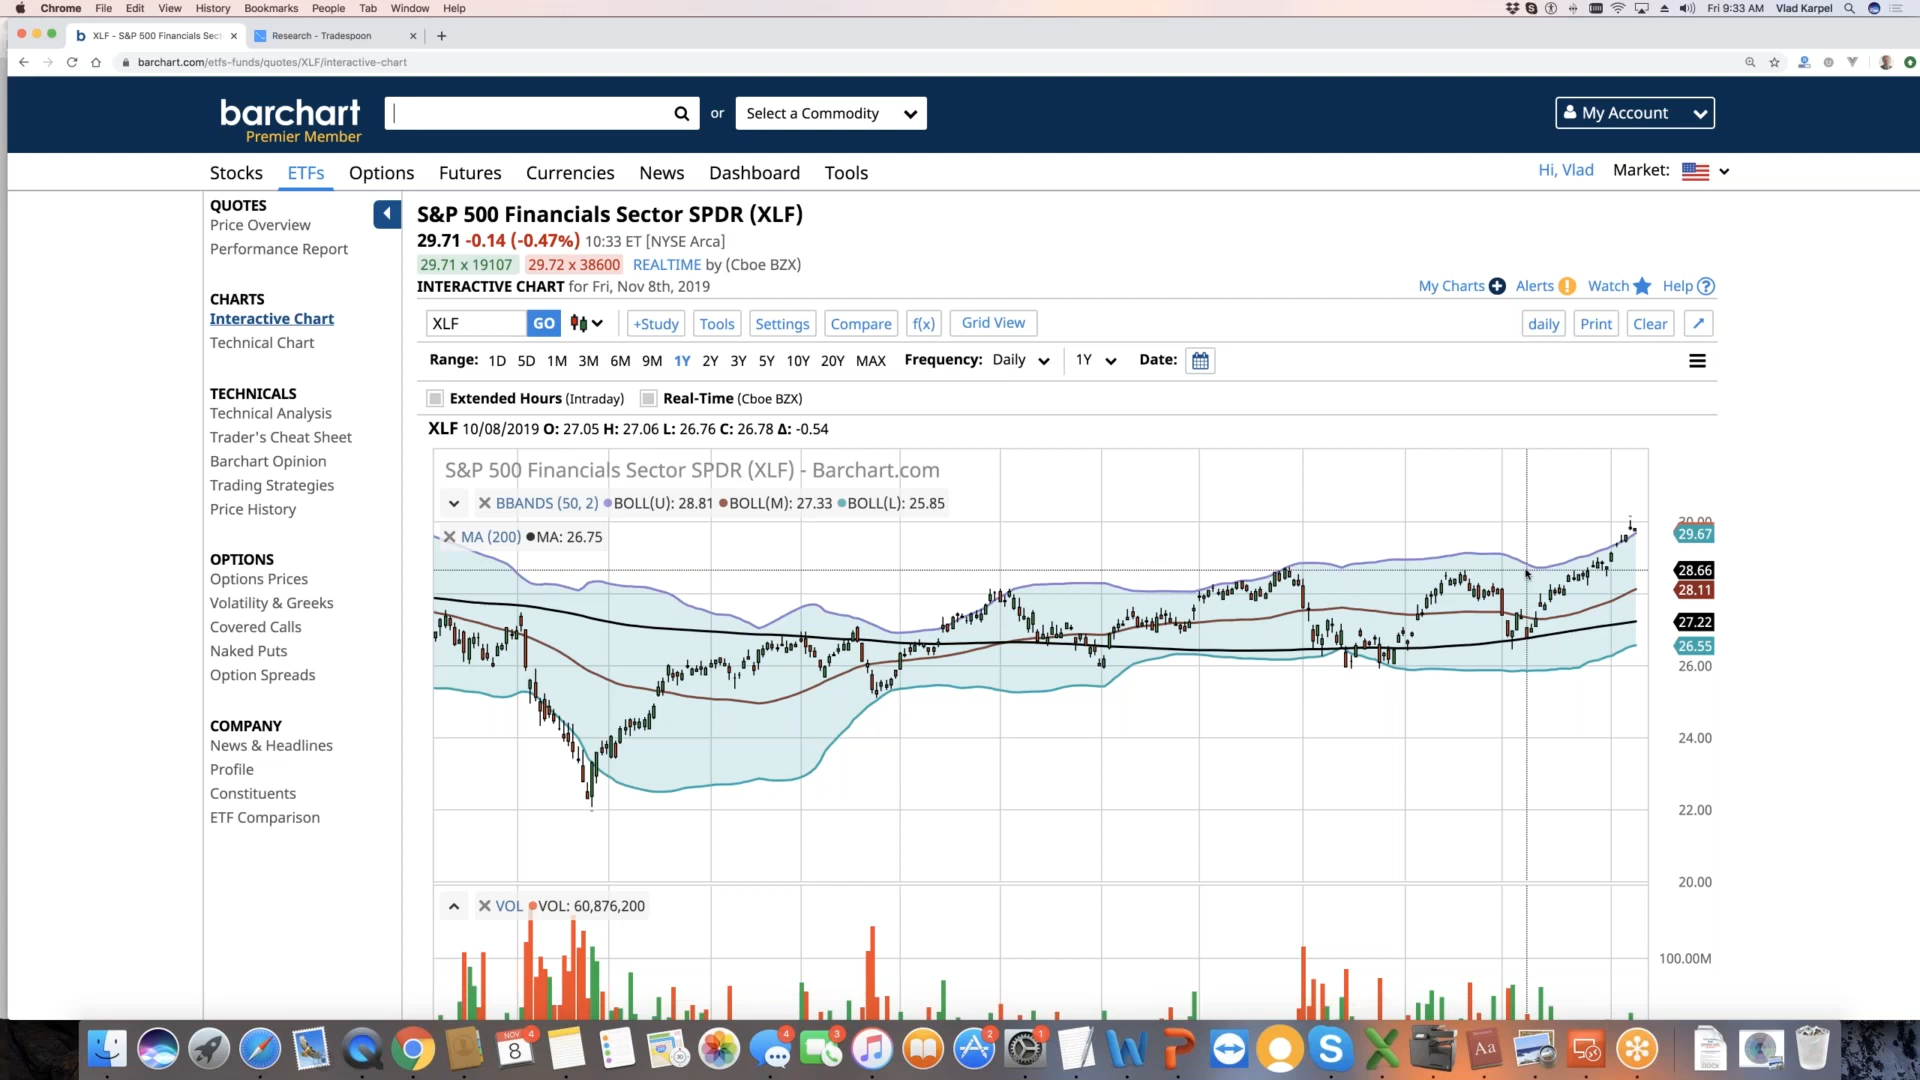 Chrome File Edit View History Bookmarks People Tab Window Help
Fri 9:33 AM Vlad Karpel
XLF - S&P 500 Financials Sect
Research - Tradespoon
barchart.com/etfs-funds/quotes/XLF/interactive-chart
barchart
Premier Member
or
Select a Commodity
My Account
Stocks ETFs Options Futures Currencies News Dashboard Tools
Hi, Vlad Market:
QUOTES
Price Overview
Performance Report
CHARTS
Interactive Chart
Technical Chart
TECHNICALS
Technical Analysis
Trader's Cheat Sheet
Barchart Opinion
Trading Strategies
Price History
OPTIONS
Options Prices
Volatility & Greeks
Covered Calls
Naked Puts
Option Spreads
COMPANY
News & Headlines
Profile
Constituents
ETF Comparison
S&P 500 Financials Sector SPDR (XLF)
29.71 -0.14 (-0.47%) 10:33 ET [NYSE Arca]
29.71 x 19107 29.72 x 38600 REALTIME by (Cboe BZX)
INTERACTIVE CHART for Fri, Nov 8th, 2019
My Charts Alerts Watch Help
XLF GO +Study Tools Settings Compare f(x) Grid View
daily Print Clear
Range: 1D 5D 1M 3M 6M 9M 1Y 2Y 3Y 5Y 10Y 20Y MAX Frequency: Daily 1Y Date:
Extended Hours (Intraday) Real-Time (Cboe BZX)
XLF 10/08/2019 O: 27.05 H: 27.06 L: 26.76 C: 26.78 Δ: -0.54
S&P 500 Financials Sector SPDR (XLF) - Barchart.com
BBANDS (50, 2) BOLL(U): 28.81 BOLL(M): 27.33 BOLL(L): 25.85
MA (200) MA: 26.75
30.00
29.67
28.66
28.11
27.22
26.55
26.00
24.00
22.00
20.00
VOL VOL: 60,876,200
100.00M
NOV
8
4
4
3
2
1
Aa
DOCX